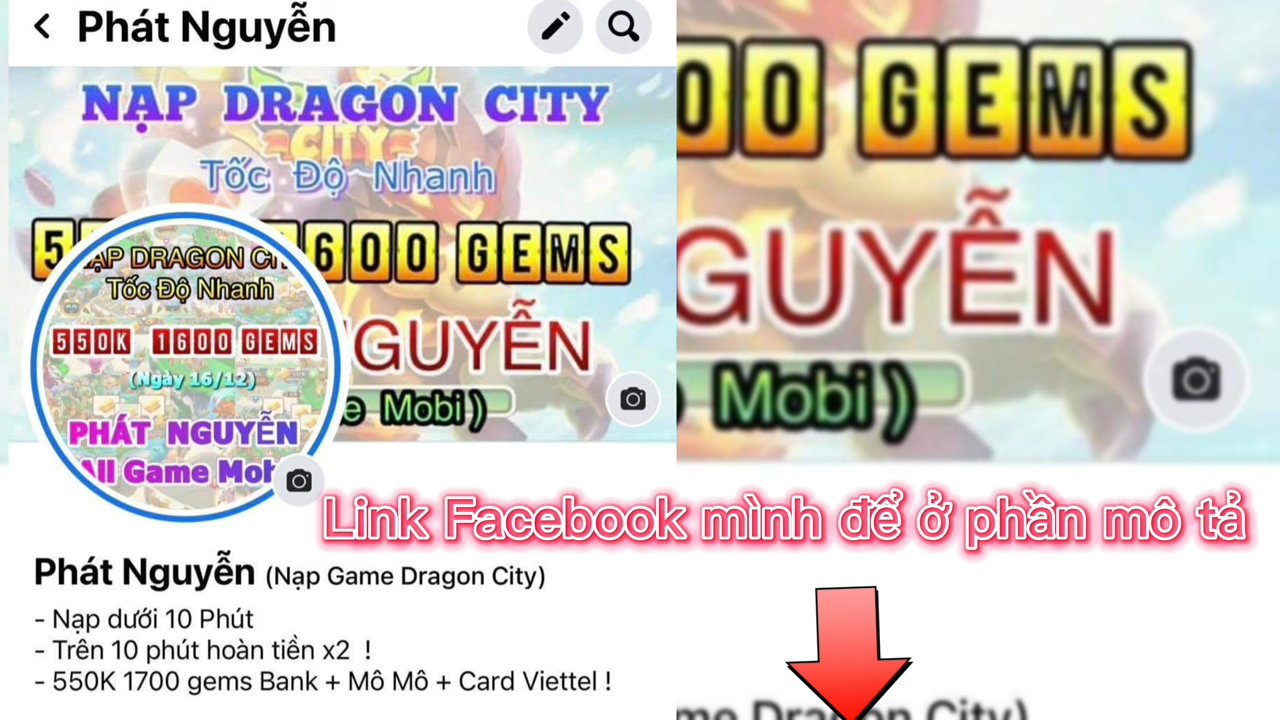 Phát Nguyễn
NẠP DRAGON CITY
CITY
Tốc Độ Nhanh
600 GEMS
NGUYỄN
Mobi )
NẠP DRAGON
Tốc Độ Nhanh
550K 1600 GEMS
(Ngày 16/12)
PHÁT NGUYỄN
All Game
00 GEMS
GUYỄN
Mobi )
Link Facebook mình để ở phần mô tả
Phát Nguyễn (Nạp Game Dragon City)
- Nạp dưới 10 Phút
- Trên 10 phút hoàn tiền x2 !
- 550K 1700 gems Bank + Mô Mô + Card Viettel !
City)